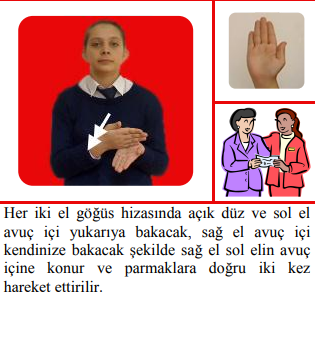 Her iki el göğüs hizasında açık düz ve sol el
avuç içi yukarıya bakacak, sağ el avuç içi
kendinize bakacak şekilde sağ el sol elin avuç
içine konur ve parmaklara doğru iki kez
hareket ettirilir.